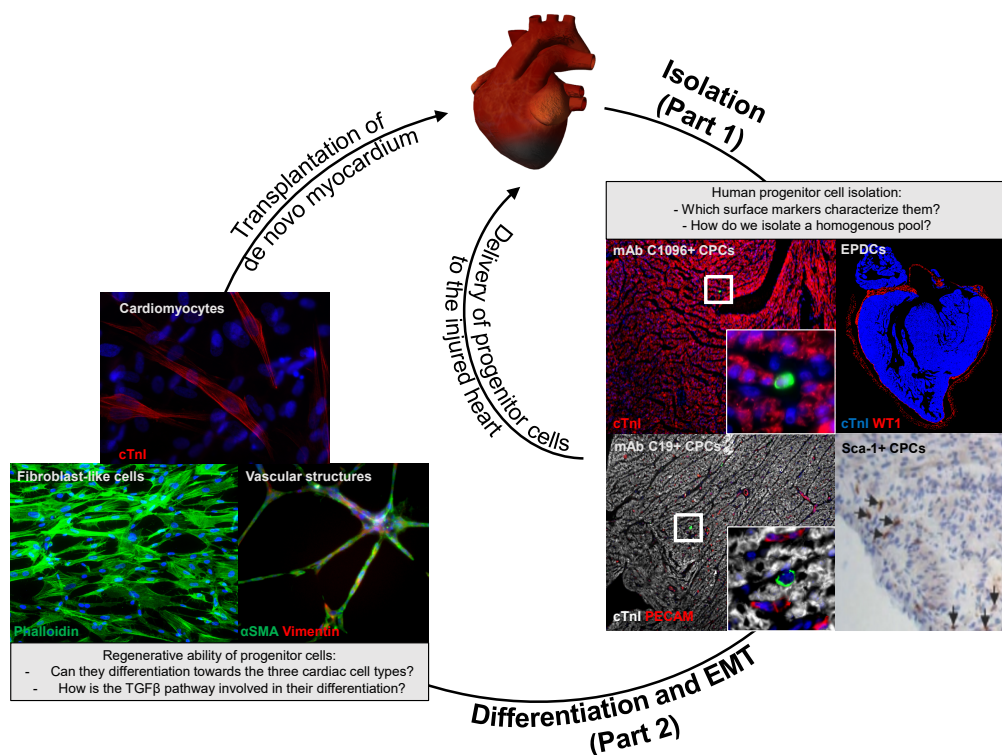 Isolation
(Part 1)
Transplantation of
de novo myocardium
Delivery of progenitor cells
to the injured heart
Human progenitor cell isolation:
- Which surface markers characterize them?
- How do we isolate a homogenous pool?
mAb C1096+ CPCs
cTnI
EPDCs
cTnI WT1
mAb C19+ CPCs
cTnI PECAM
Sca-1+ CPCs
Cardiomyocytes
cTnI
Fibroblast-like cells
Phalloidin
Vascular structures
αSMA Vimentin
Regenerative ability of progenitor cells:
- Can they differentiation towards the three cardiac cell types?
- How is the TGFβ pathway involved in their differentiation?
Differentiation and EMT
(Part 2)